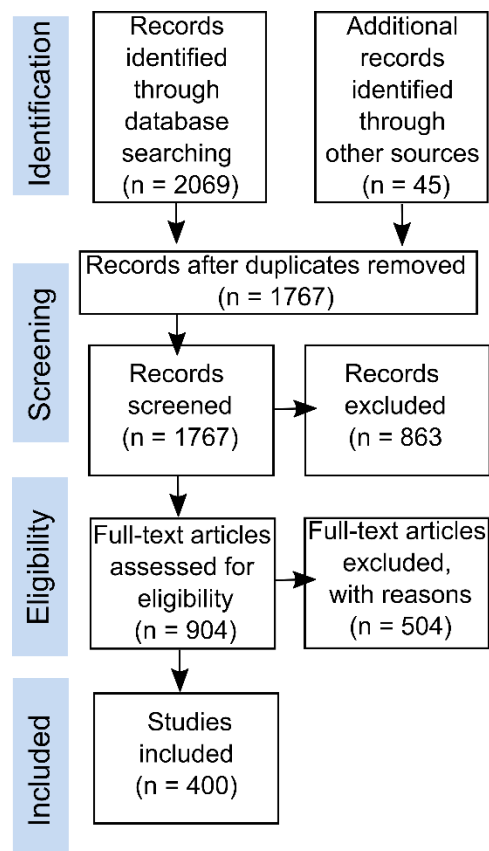 Identification
Records
identified
through
database
searching
(n = 2069)
Additional
records
identified
through
other sources
(n = 45)
Screening
Records after duplicates removed
(n = 1767)
Records
screened
(n = 1767)
Records
excluded
(n = 863
Eligibility
Full-text articles
assessed for
eligibility
(n = 904)
Full-text articles
excluded,
with reasons
(n = 504)
Included
Studies
included
(n = 400)